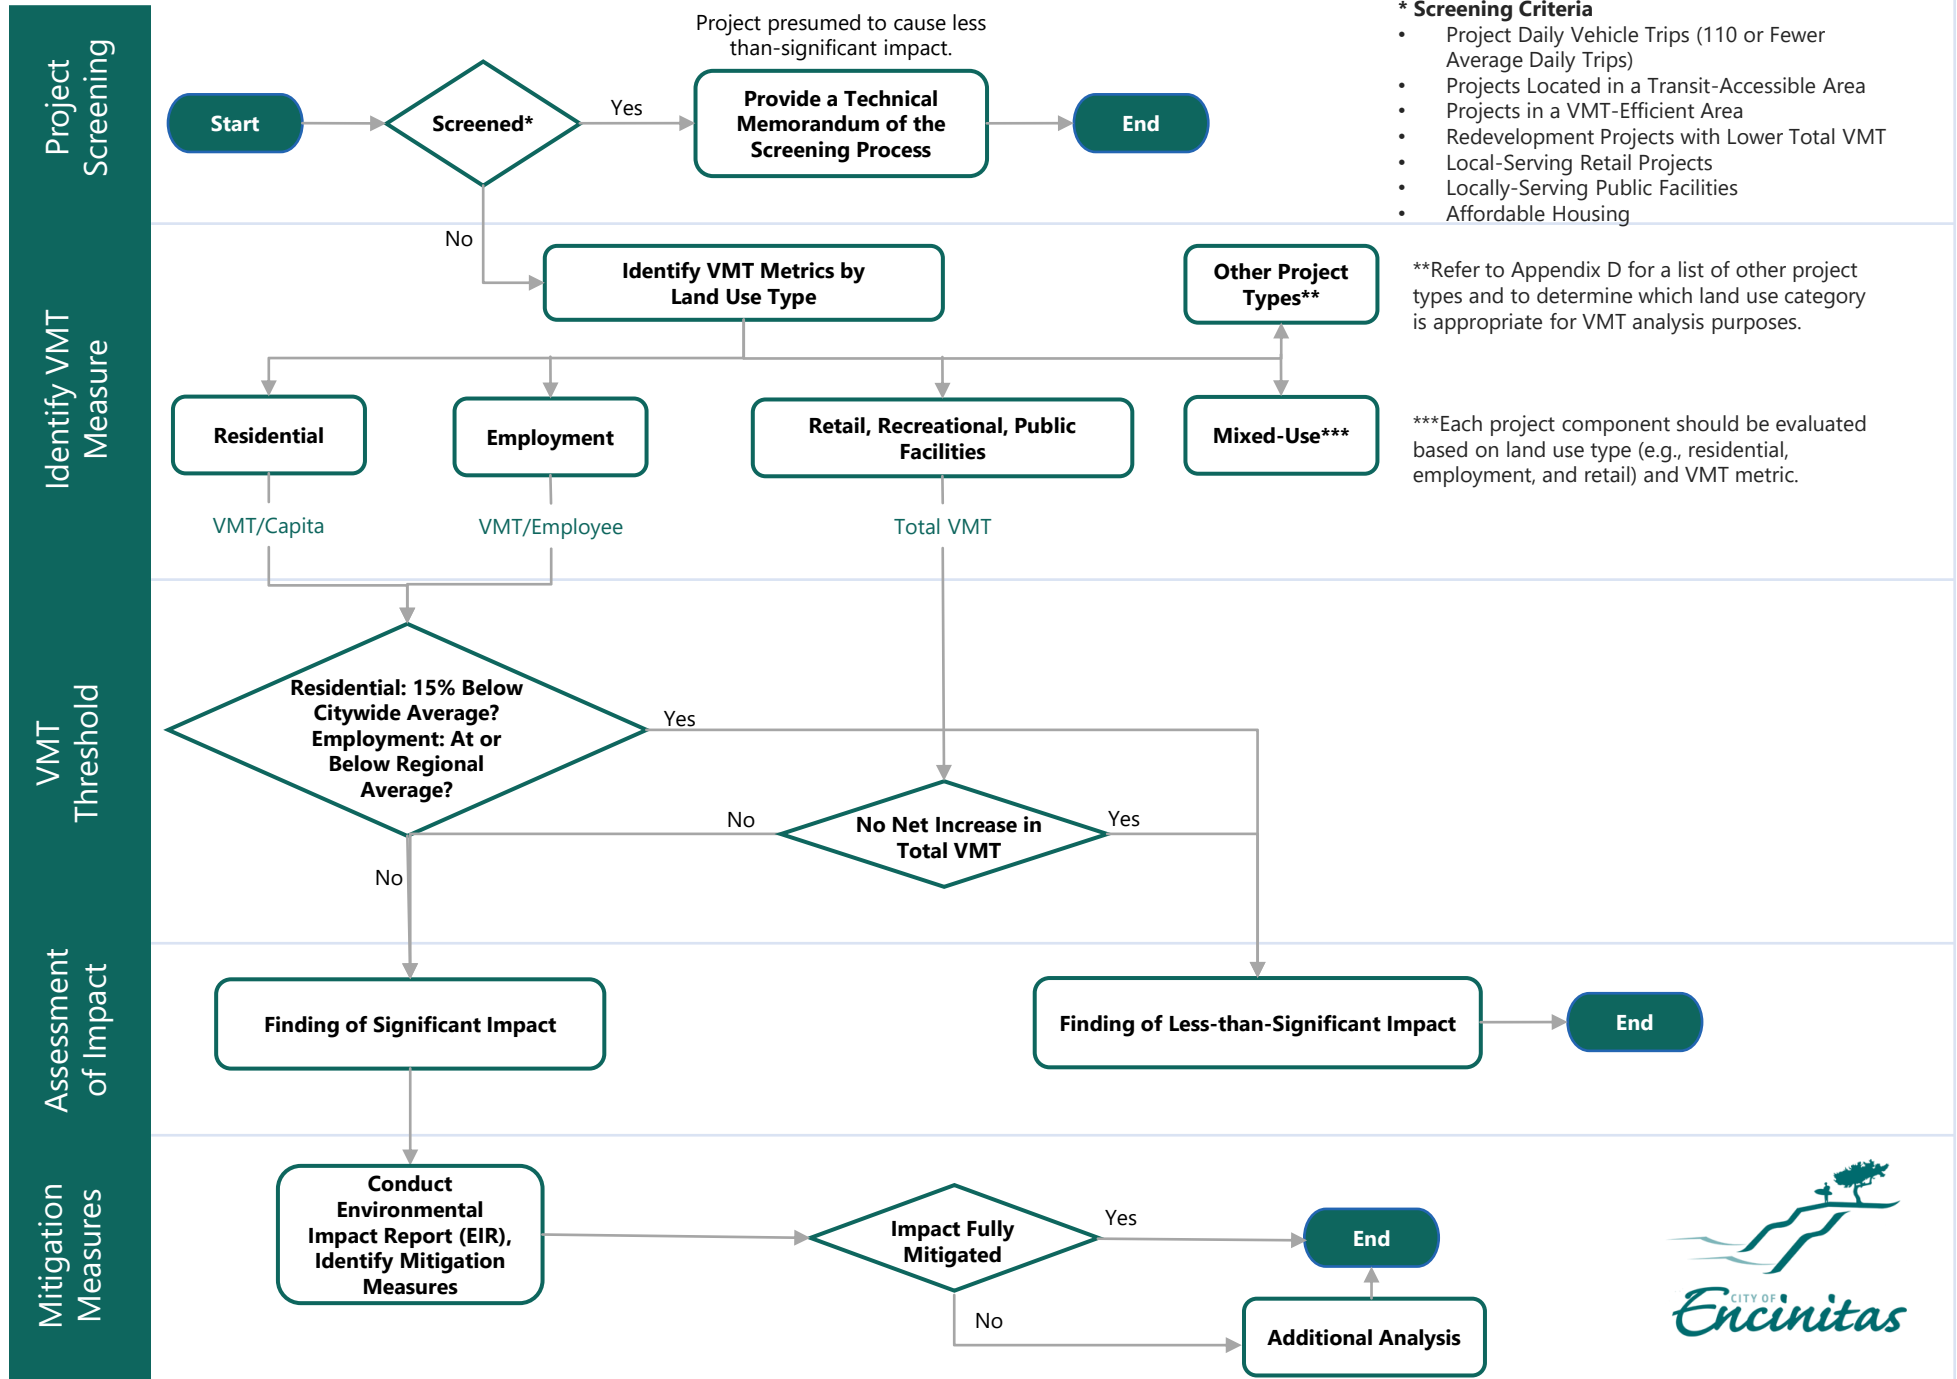 Project
Screening
Start
Screened*
Yes
No
Project presumed to cause less
than-significant impact.
Provide a Technical
Memorandum of the
Screening Process
End
* Screening Criteria
• Project Daily Vehicle Trips (110 or Fewer
Average Daily Trips)
• Projects Located in a Transit-Accessible Area
• Projects in a VMT-Efficient Area
• Redevelopment Projects with Lower Total VMT
• Local-Serving Retail Projects
• Locally-Serving Public Facilities
• Affordable Housing
Identify VMT
Measure
Identify VMT Metrics by
Land Use Type
Other Project
Types**
**Refer to Appendix D for a list of other project
types and to determine which land use category
is appropriate for VMT analysis purposes.
Residential
Employment
Retail, Recreational, Public
Facilities
Mixed-Use***
***Each project component should be evaluated
based on land use type (e.g., residential,
employment, and retail) and VMT metric.
VMT/Capita
VMT/Employee
Total VMT
VMT
Threshold
Residential: 15% Below
Citywide Average?
Employment: At or
Below Regional
Average?
Yes
No
No Net Increase in
Total VMT
Yes
No
Assessment
of Impact
Finding of Significant Impact
Finding of Less-than-Significant Impact
End
Mitigation
Measures
Conduct
Environmental
Impact Report (EIR),
Identify Mitigation
Measures
Impact Fully
Mitigated
Yes
End
No
Additional Analysis
CITY OF
Encinitas